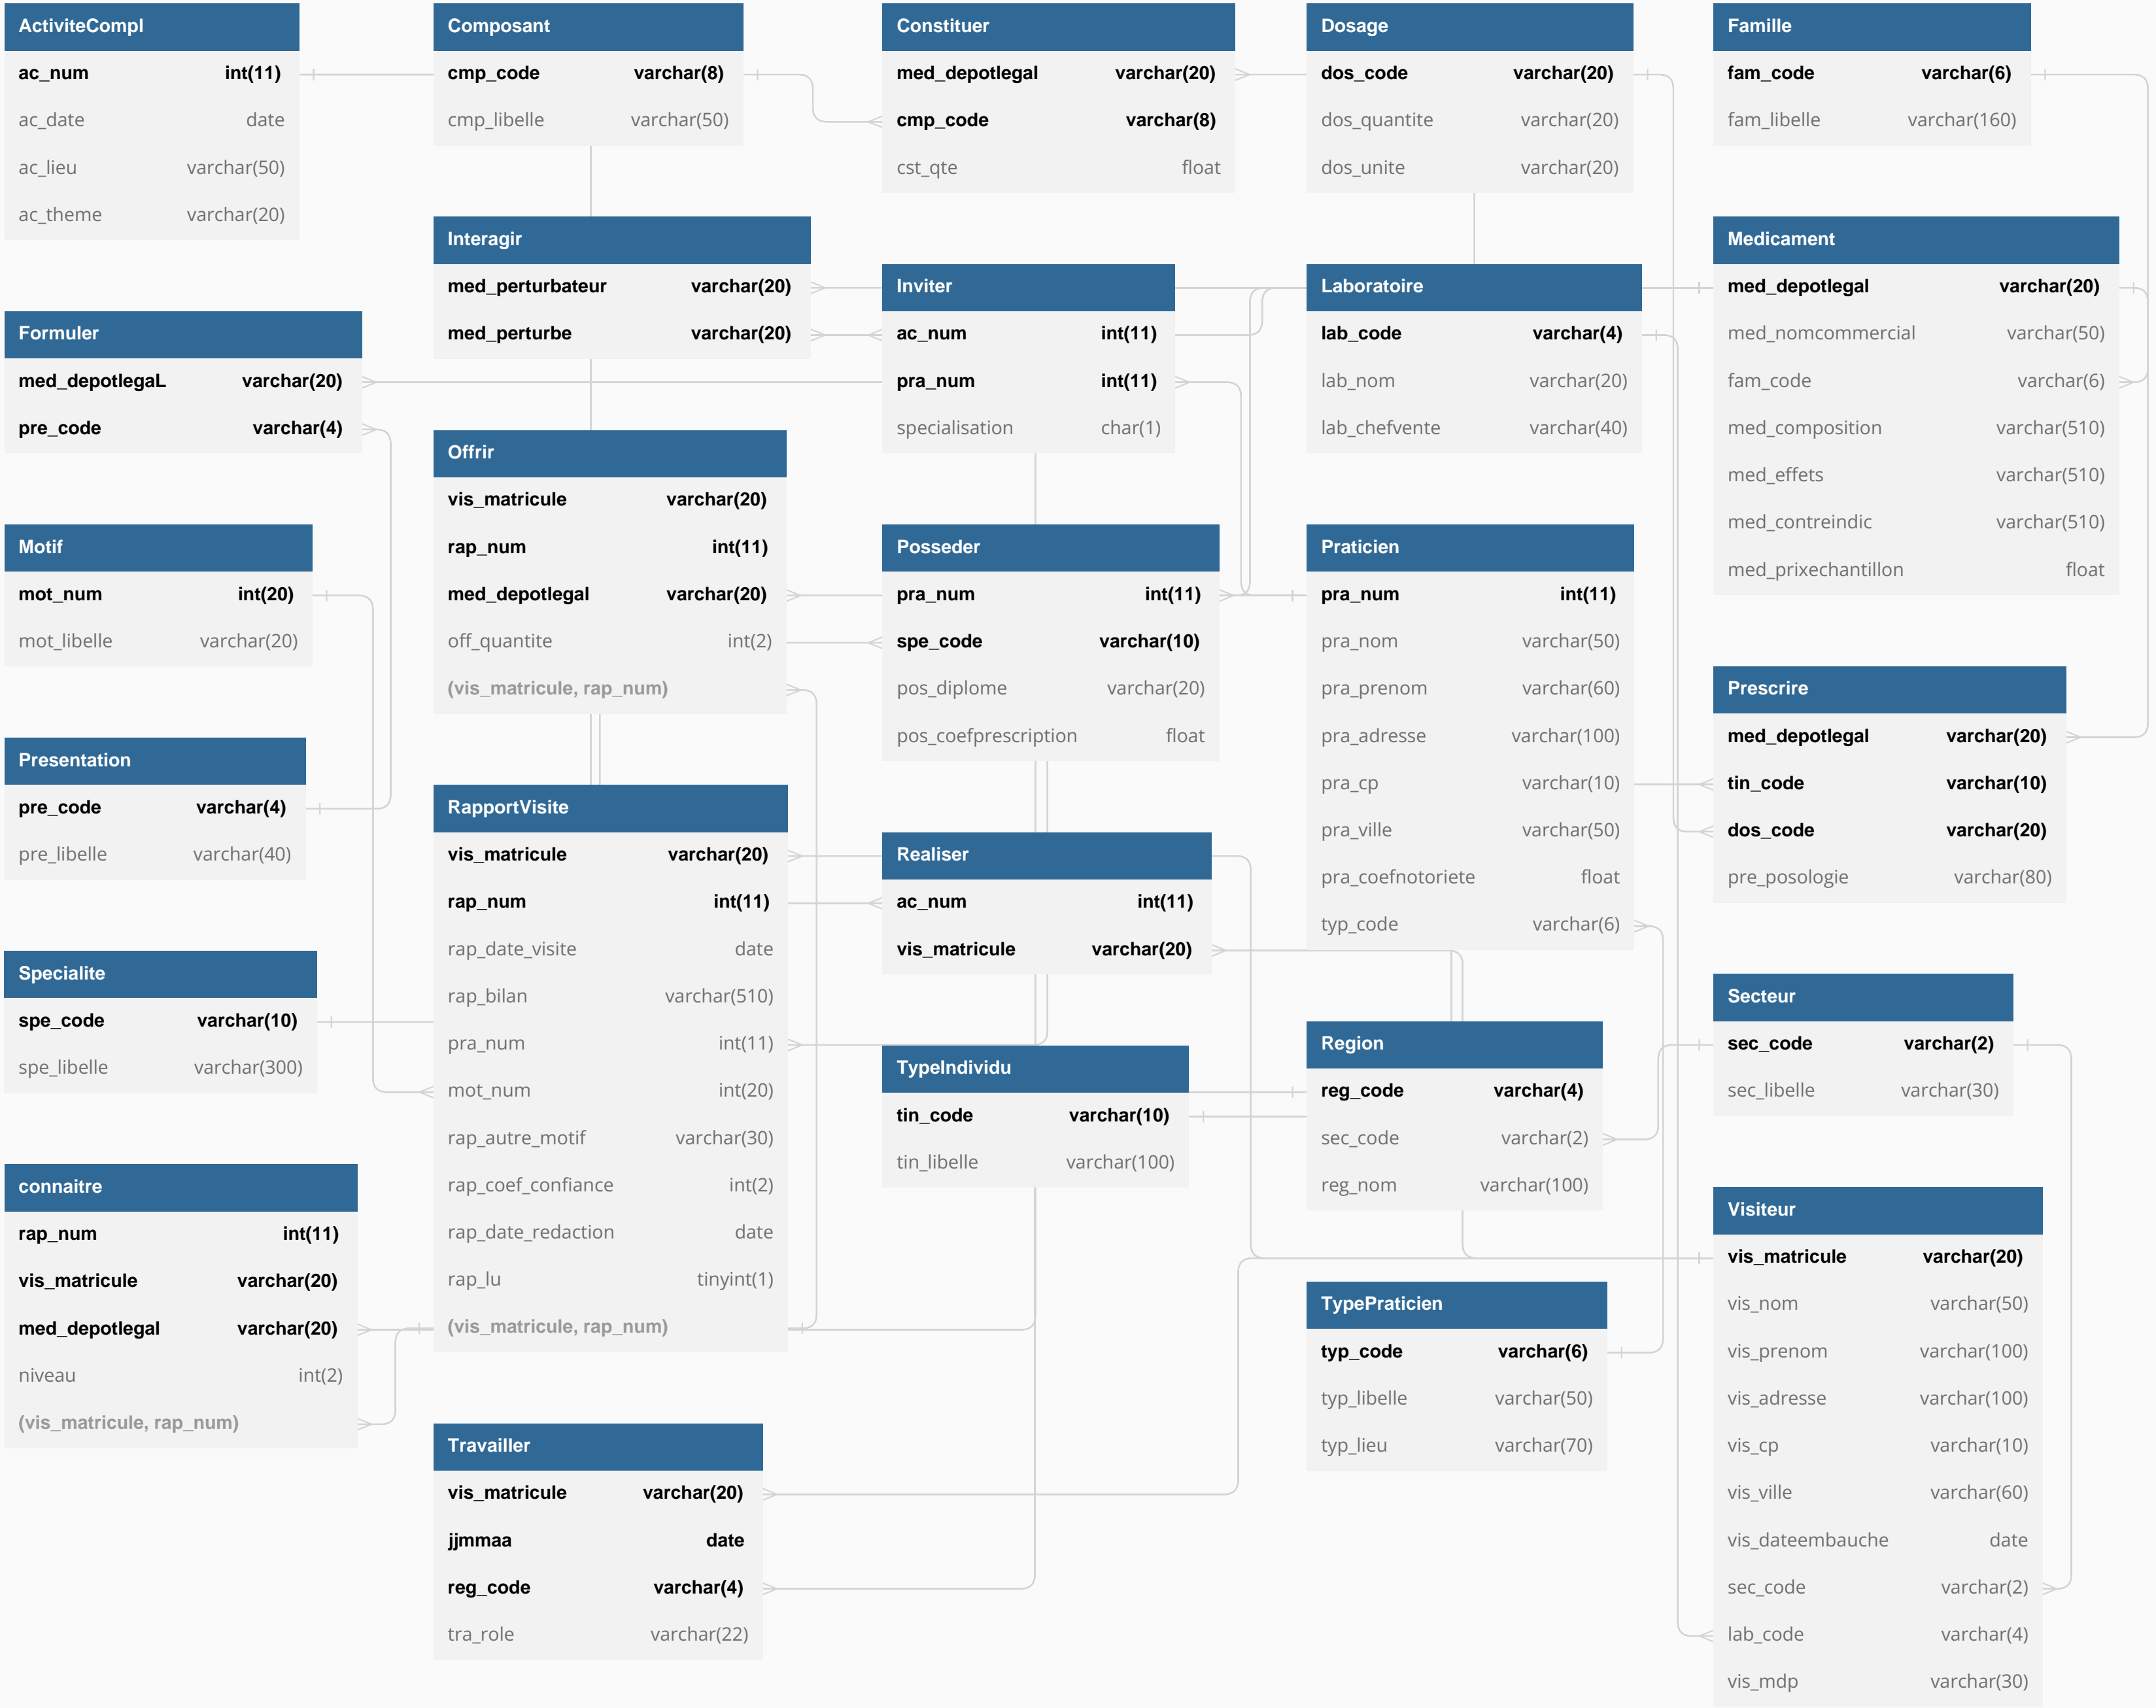 ActiviteCompl
ac_num int(11)
ac_date date
ac_lieu varchar(50)
ac_theme varchar(20)
Formuler
med_depotlegaL varchar(20)
pre_code varchar(4)
Motif
mot_num int(20)
mot_libelle varchar(20)
Presentation
pre_code varchar(4)
pre_libelle varchar(40)
Specialite
spe_code varchar(10)
spe_libelle varchar(300)
connaitre
rap_num int(11)
vis_matricule varchar(20)
med_depotlegal varchar(20)
niveau int(2)
(vis_matricule, rap_num)
Composant
cmp_code varchar(8)
cmp_libelle varchar(50)
Interagir
med_perturbateur varchar(20)
med_perturbe varchar(20)
Offrir
vis_matricule varchar(20)
rap_num int(11)
med_depotlegal varchar(20)
off_quantite int(2)
(vis_matricule, rap_num)
RapportVisite
vis_matricule varchar(20)
rap_num int(11)
rap_date_visite date
rap_bilan varchar(510)
pra_num int(11)
mot_num int(20)
rap_autre_motif varchar(30)
rap_coef_confiance int(2)
rap_date_redaction date
rap_lu tinyint(1)
(vis_matricule, rap_num)
Travailler
vis_matricule varchar(20)
jjmmaa date
reg_code varchar(4)
tra_role varchar(22)
Constituer
med_depotlegal varchar(20)
cmp_code varchar(8)
cst_qte float
Inviter
ac_num int(11)
pra_num int(11)
specialisation char(1)
Posseder
pra_num int(11)
spe_code varchar(10)
pos_diplome varchar(20)
pos_coefprescription float
Realiser
ac_num int(11)
vis_matricule varchar(20)
TypeIndividu
tin_code varchar(10)
tin_libelle varchar(100)
Dosage
dos_code varchar(20)
dos_quantite varchar(20)
dos_unite varchar(20)
Laboratoire
lab_code varchar(4)
lab_nom varchar(20)
lab_chefvente varchar(40)
Praticien
pra_num int(11)
pra_nom varchar(50)
pra_prenom varchar(60)
pra_adresse varchar(100)
pra_cp varchar(10)
pra_ville varchar(50)
pra_coefnotoriete float
typ_code varchar(6)
Region
reg_code varchar(4)
sec_code varchar(2)
reg_nom varchar(100)
TypePraticien
typ_code varchar(6)
typ_libelle varchar(50)
typ_lieu varchar(70)
Famille
fam_code varchar(6)
fam_libelle varchar(160)
Medicament
med_depotlegal varchar(20)
med_nomcommercial varchar(50)
fam_code varchar(6)
med_composition varchar(510)
med_effets varchar(510)
med_contreindic varchar(510)
med_prixechantillon float
Prescrire
med_depotlegal varchar(20)
tin_code varchar(10)
dos_code varchar(20)
pre_posologie varchar(80)
Secteur
sec_code varchar(2)
sec_libelle varchar(30)
Visiteur
vis_matricule varchar(20)
vis_nom varchar(50)
vis_prenom varchar(100)
vis_adresse varchar(100)
vis_cp varchar(10)
vis_ville varchar(60)
vis_dateembauche date
sec_code varchar(2)
lab_code varchar(4)
vis_mdp varchar(30)